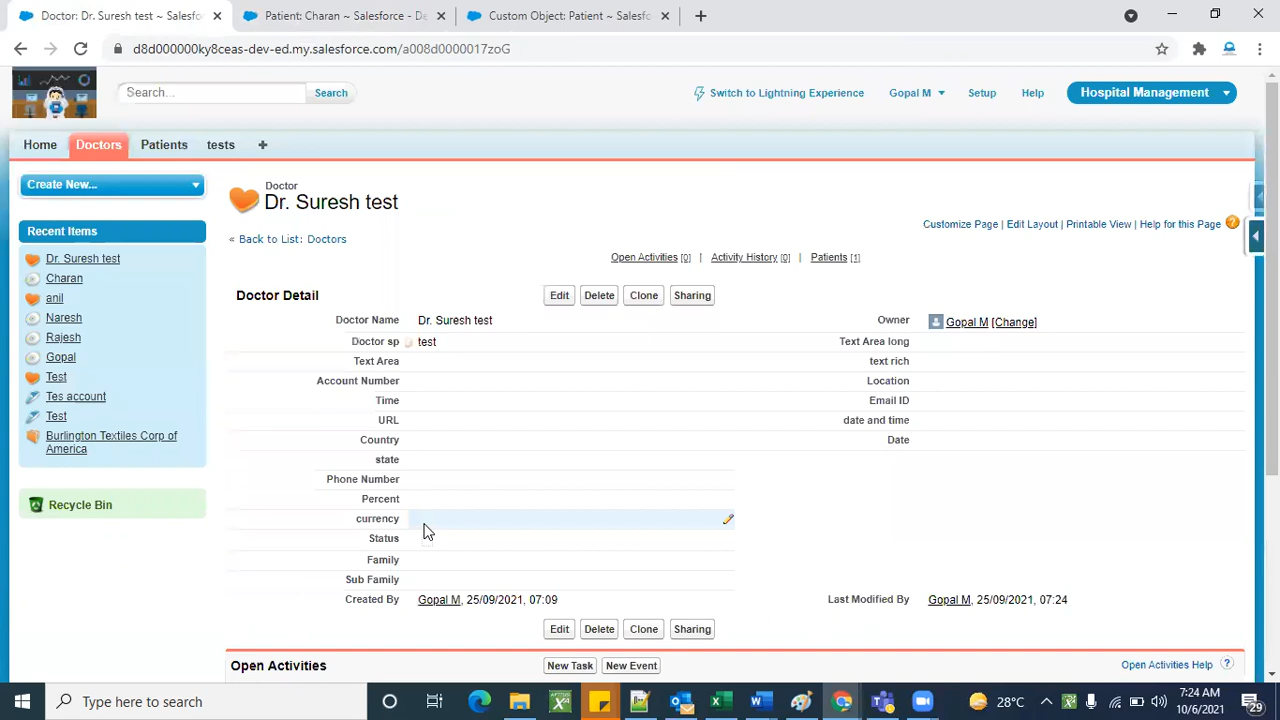 Doctor: Dr. Suresh test ~ Salesfo
Patient: Charan ~ Salesforce - De
Custom Object: Patient ~ Salesfo
d8d000000ky8ceas-dev-ed.my.salesforce.com/a008d0000017zoG
Search...
Search
Switch to Lightning Experience
Gopal M
Setup
Help
Hospital Management
Home
Doctors
Patients
tests
Create New...
Recent Items
Dr. Suresh test
Charan
anil
Naresh
Rajesh
Gopal
Test
Tes account
Test
Burlington Textiles Corp of
America
Recycle Bin
Doctor
Dr. Suresh test
Customize Page | Edit Layout | Printable View | Help for this Page
« Back to List: Doctors
Open Activities [0] | Activity History [0] | Patients [1]
Doctor Detail
Edit Delete Clone Sharing
Doctor Name Dr. Suresh test
Owner Gopal M [Change]
Doctor sp test
Text Area long
Text Area
text rich
Account Number
Location
Time
Email ID
URL
date and time
Country
Date
state
Phone Number
Percent
currency
Status
Family
Sub Family
Created By Gopal M, 25/09/2021, 07:09
Last Modified By Gopal M, 25/09/2021, 07:24
Edit Delete Clone Sharing
Open Activities
New Task New Event
Open Activities Help ?
Type here to search
28°C
7:24 AM
10/6/2021
29